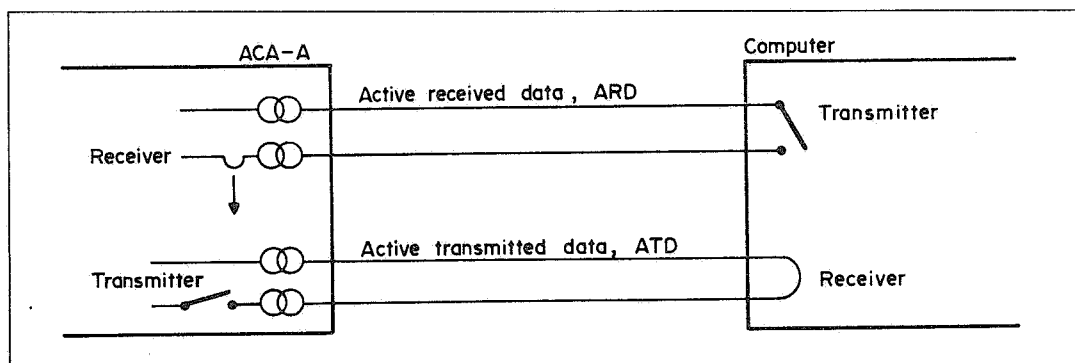 ACA-A
Computer
Active received data, ARD
Transmitter
Receiver
Active transmitted data, ATD
Transmitter
Receiver